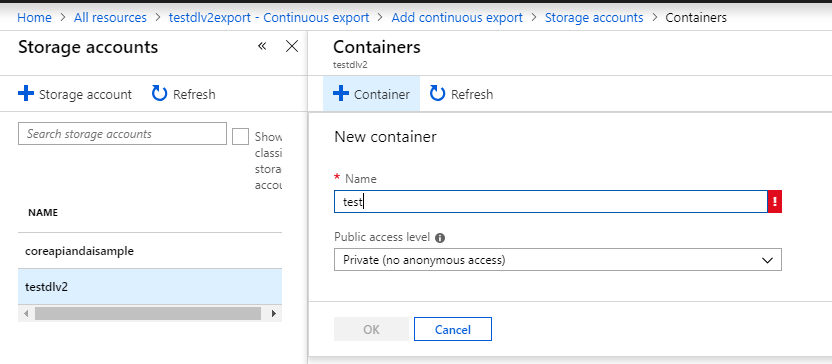 Home > All resources > testdlv2export - Continuous export > Add continuous export > Storage accounts > Containers
Storage accounts
Storage account
Refresh
Search storage accounts
Show
classi
stora
accou
NAME
coreapiandaisample
testdlv2
Containers
testdlv2
Container
Refresh
New container
* Name
test
Public access level
Private (no anonymous access)
OK
Cancel